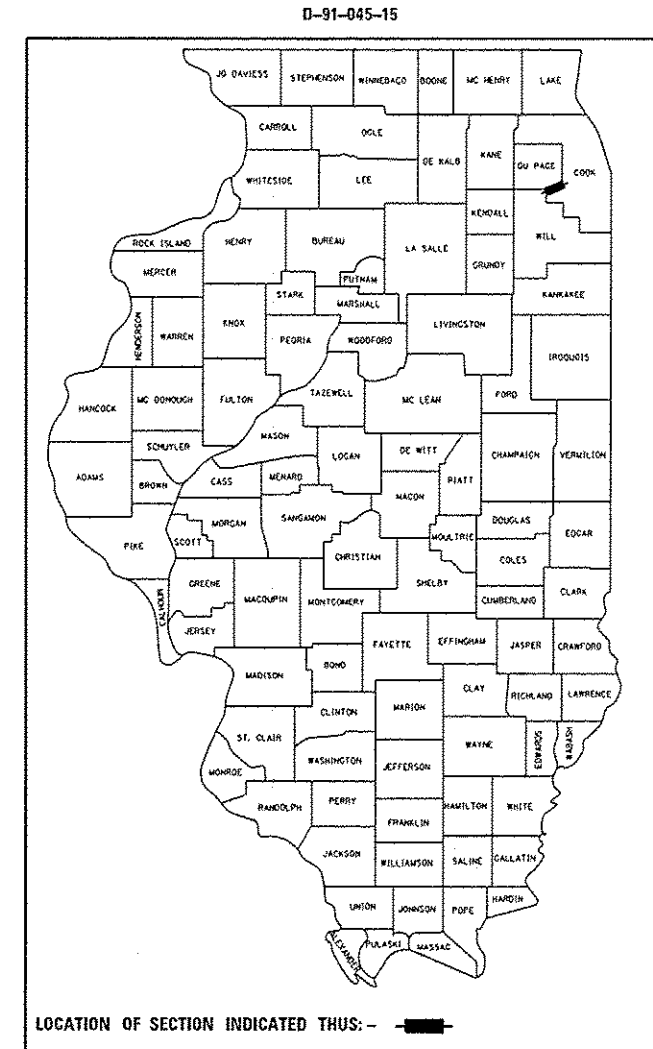 D-91-045-15
JO DAVIESS STEPHENSON WINNEBAGO BOONE MC HENRY LAKE
CARROLL OGLE DE KALB KANE DU PAGE COOK
WHITESIDE LEE
KENDALL WILL
ROCK ISLAND HENRY BUREAU LA SALLE GRUNDY
MERCER PUTNAM
STARK MARSHALL KANKAKEE
HENDERSON WARREN KNOX PEORIA WOODFORD LIVINGSTON IROQUOIS
HANCOCK MC DONOUGH FULTON TAZEWELL MC LEAN FORD
MASON
SCHUYLER LOGAN DE WITT CHAMPAIGN VERMILION
ADAMS BROWN CASS MENARD MACON PIATT
MORGAN SANGAMON DOUGLAS EDGAR
PIKE SCOTT CHRISTIAN MOULTRIE COLES
GREENE SHELBY
CALHOUN MACOUPIN MONTGOMERY CUMBERLAND CLARK
JERSEY FAYETTE EFFINGHAM JASPER CRAWFORD
MADISON BOND
CLAY RICHLAND LAWRENCE
CLINTON MARION
ST. CLAIR WAYNE EDWARDS WABASH
MONROE WASHINGTON JEFFERSON
RANDOLPH PERRY HAMILTON WHITE
FRANKLIN
JACKSON WILLIAMSON SALINE GALLATIN
UNION JOHNSON POPE HARDIN
ALEXANDER PULASKI MASSAC
LOCATION OF SECTION INDICATED THUS: -